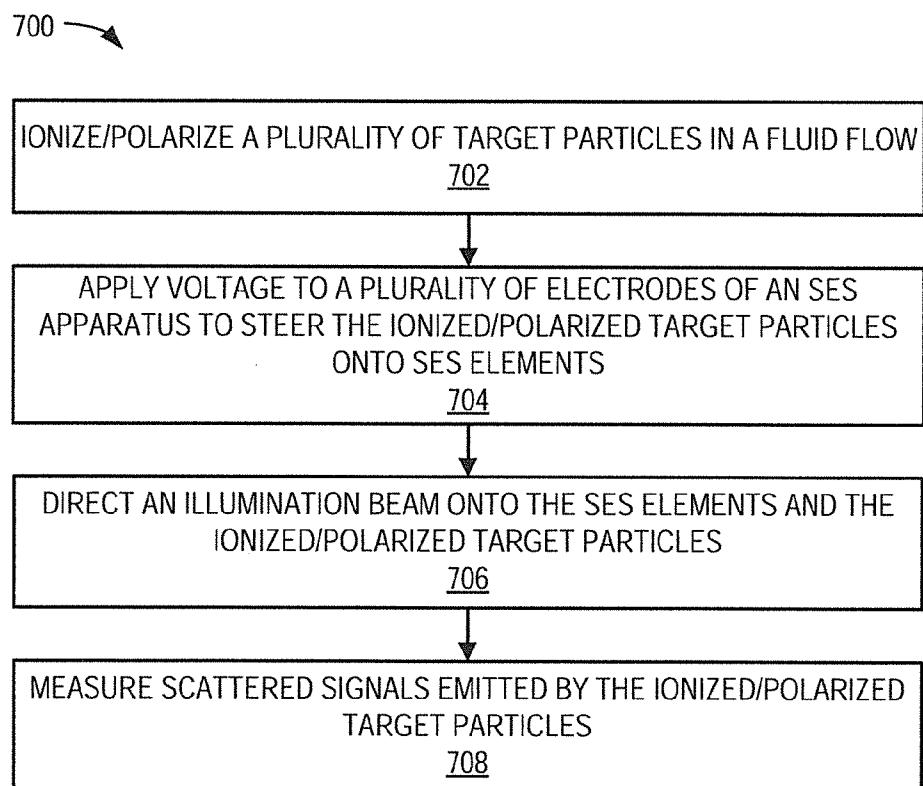 700
IONIZE/POLARIZE A PLURALITY OF TARGET PARTICLES IN A FLUID FLOW
702
APPLY VOLTAGE TO A PLURALITY OF ELECTRODES OF AN SES
APPARATUS TO STEER THE IONIZED/POLARIZED TARGET PARTICLES
ONTO SES ELEMENTS
704
DIRECT AN ILLUMINATION BEAM ONTO THE SES ELEMENTS AND THE
IONIZED/POLARIZED TARGET PARTICLES
706
MEASURE SCATTERED SIGNALS EMITTED BY THE IONIZED/POLARIZED
TARGET PARTICLES
708